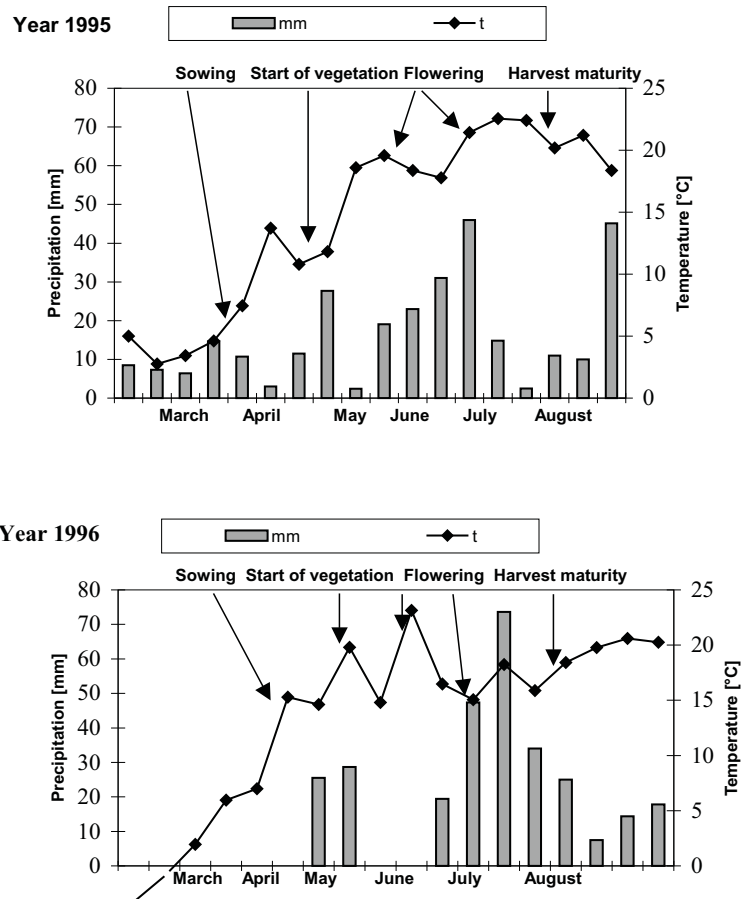 Year 1995
mm t
Sowing Start of vegetation Flowering Harvest maturity
80 25
70
60 20
50 15
40
30 10
20 5
10
0 0
Precipitation [mm]
Temperature [°C]
March April May June July August
Year 1996
mm t
Sowing Start of vegetation Flowering Harvest maturity
80 25
70
60 20
50 15
40
30 10
20 5
10
0 0
Precipitation [mm]
Temperature [°C]
March April May June July August